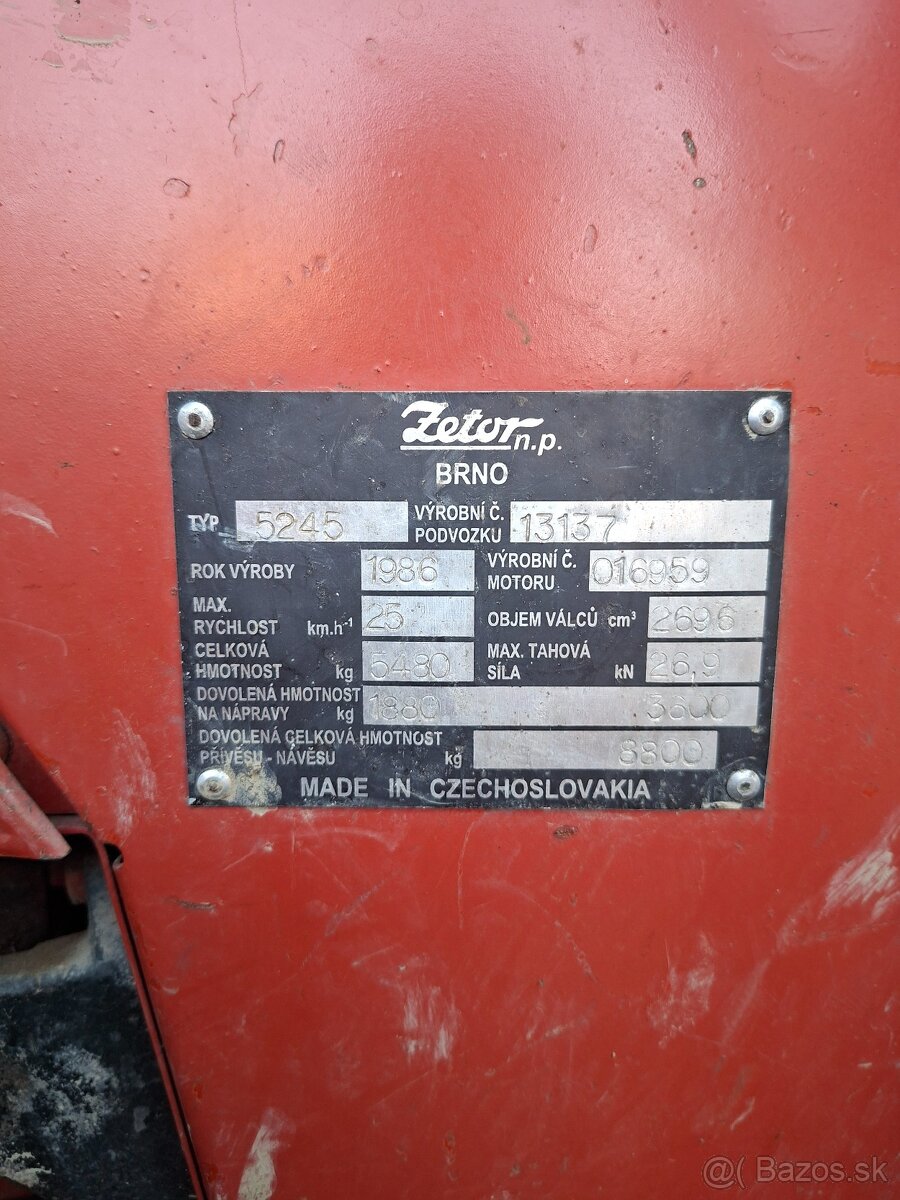 Zetor n.p.
BRNO
TYP 5245 VÝROBNÍ Č. PODVOZKU 13137
ROK VÝROBY 1986 VÝROBNÍ Č. MOTORU 016959
MAX. RYCHLOST km.h⁻¹ 25 OBJEM VÁLCŮ cm³ 2696
CELKOVÁ HMOTNOST kg 5480 MAX. TAHOVÁ SÍLA kN 26,9
DOVOLENÁ HMOTNOST NA NÁPRAVY kg 1880 3600
DOVOLENÁ CELKOVÁ HMOTNOST PŘÍVĚSU - NÁVĚSU kg 8800
MADE IN CZECHOSLOVAKIA
@( Bazos.sk